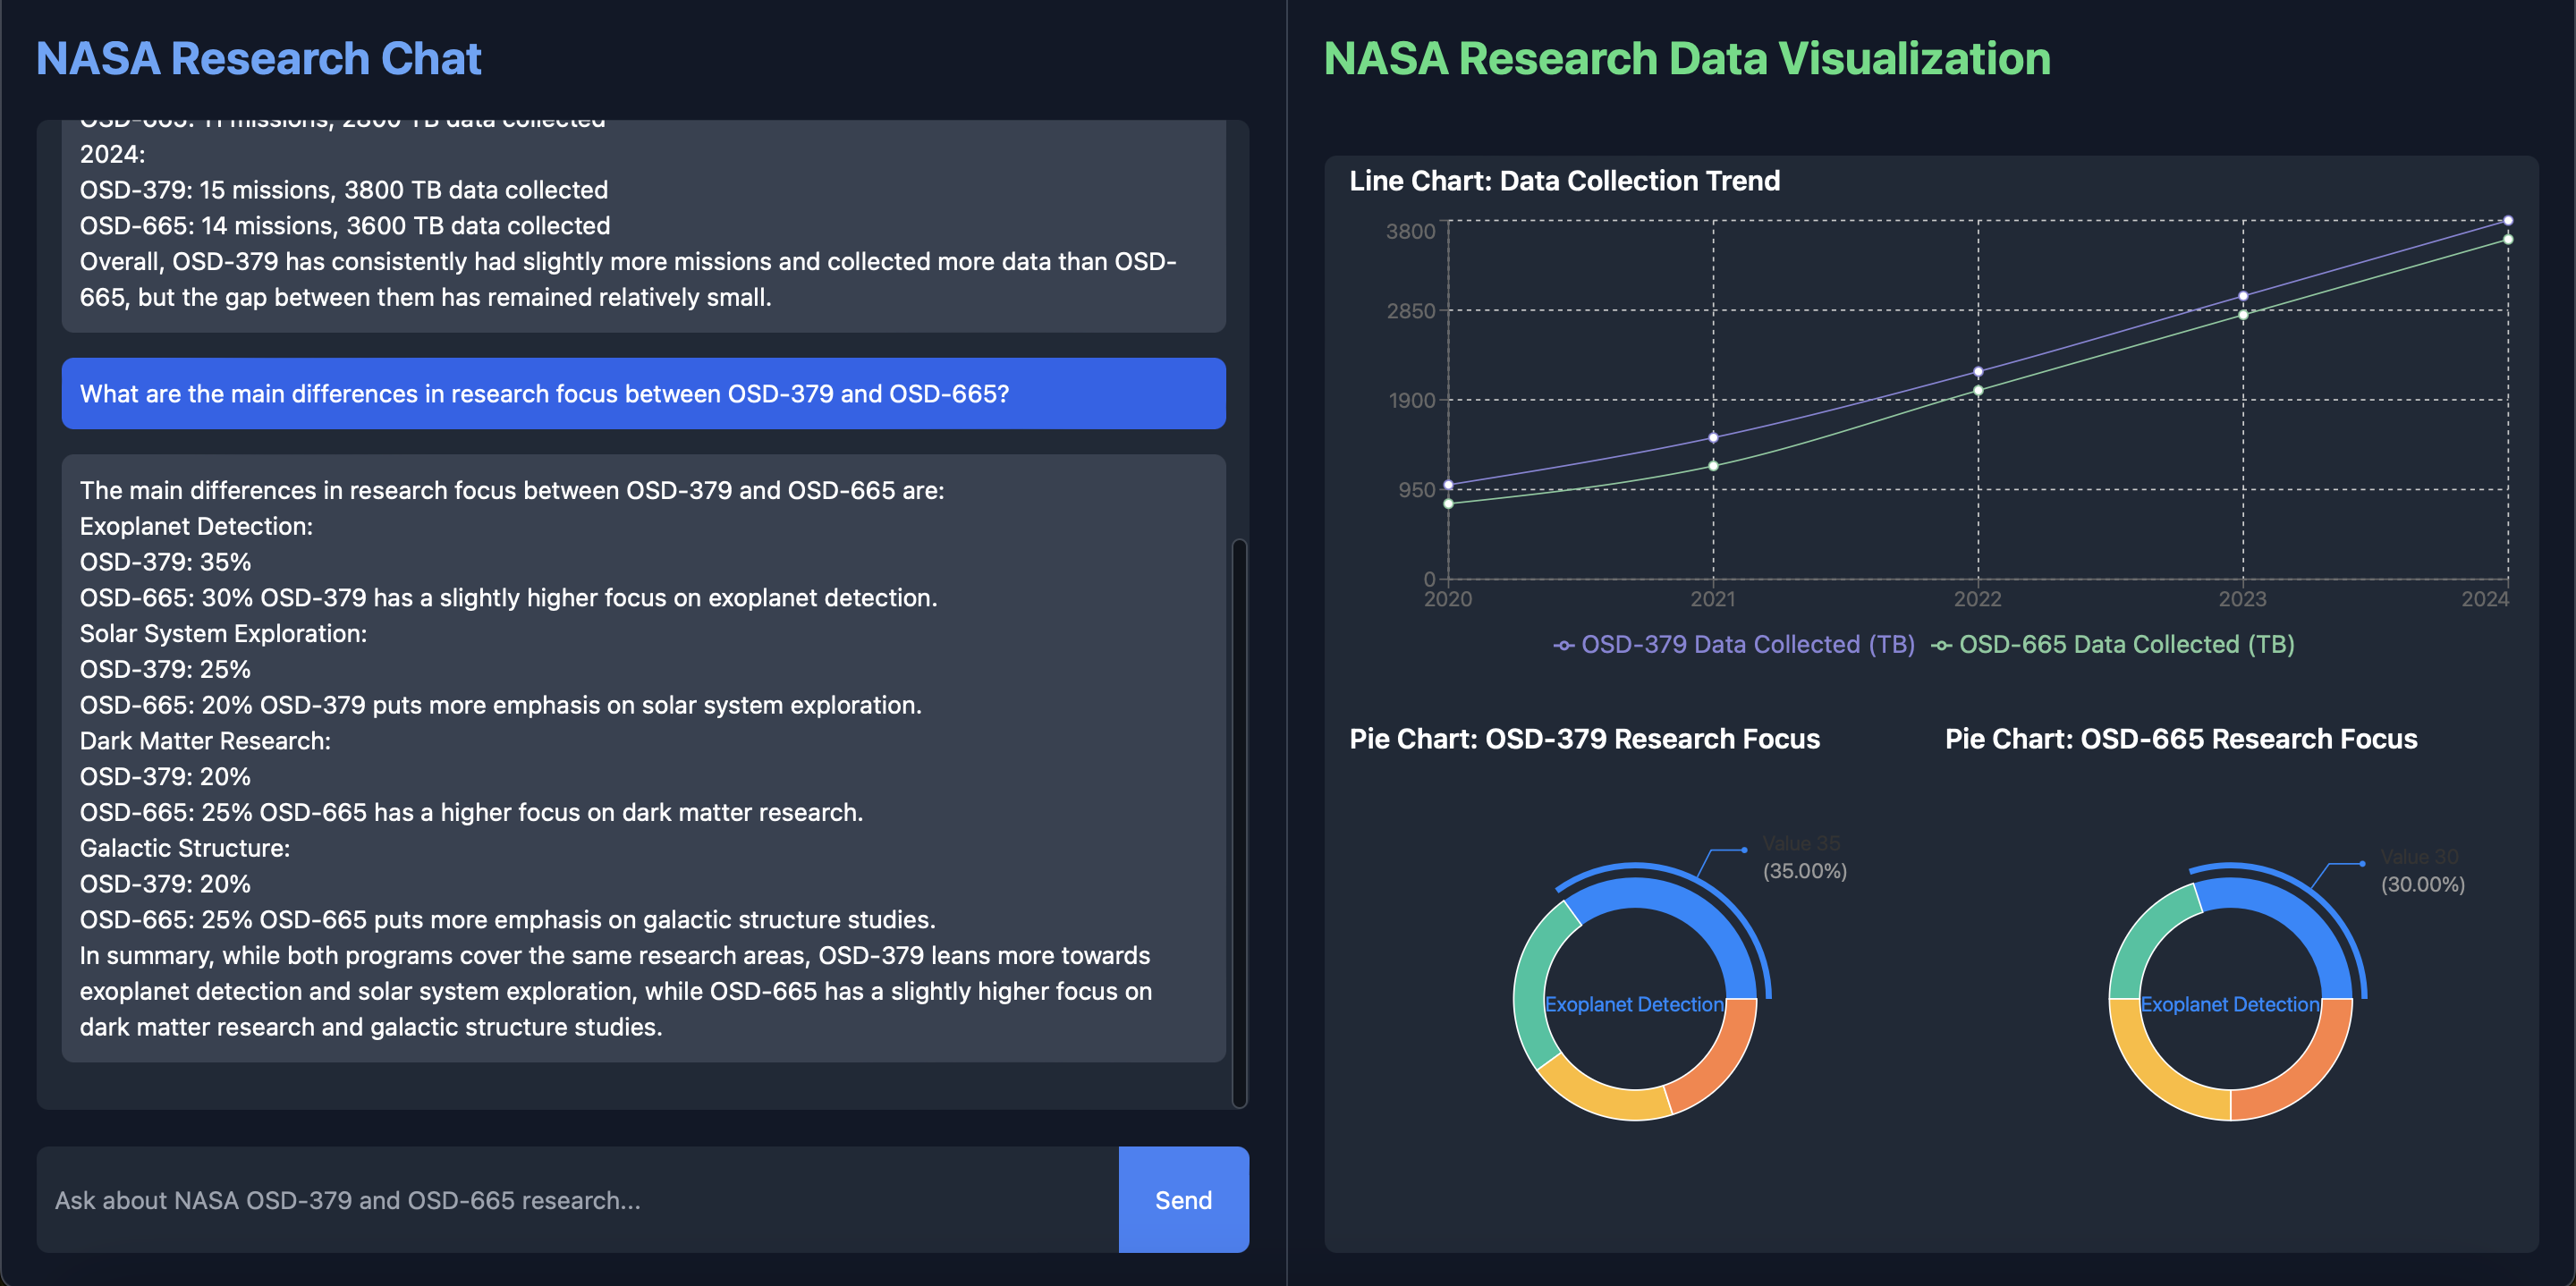 NASA Research Chat
OSD-665: 11 missions, 2800 TB data collected
2024:
OSD-379: 15 missions, 3800 TB data collected
OSD-665: 14 missions, 3600 TB data collected
Overall, OSD-379 has consistently had slightly more missions and collected more data than OSD-
665, but the gap between them has remained relatively small.
What are the main differences in research focus between OSD-379 and OSD-665?
The main differences in research focus between OSD-379 and OSD-665 are:
Exoplanet Detection:
OSD-379: 35%
OSD-665: 30% OSD-379 has a slightly higher focus on exoplanet detection.
Solar System Exploration:
OSD-379: 25%
OSD-665: 20% OSD-379 puts more emphasis on solar system exploration.
Dark Matter Research:
OSD-379: 20%
OSD-665: 25% OSD-665 has a higher focus on dark matter research.
Galactic Structure:
OSD-379: 20%
OSD-665: 25% OSD-665 puts more emphasis on galactic structure studies.
In summary, while both programs cover the same research areas, OSD-379 leans more towards
exoplanet detection and solar system exploration, while OSD-665 has a slightly higher focus on
dark matter research and galactic structure studies.
Ask about NASA OSD-379 and OSD-665 research...
Send
NASA Research Data Visualization
Line Chart: Data Collection Trend
3800
2850
1900
950
0
2020 2021 2022 2023 2024
OSD-379 Data Collected (TB) OSD-665 Data Collected (TB)
Pie Chart: OSD-379 Research Focus
Value 35
(35.00%)
Exoplanet Detection
Pie Chart: OSD-665 Research Focus
Value 30
(30.00%)
Exoplanet Detection